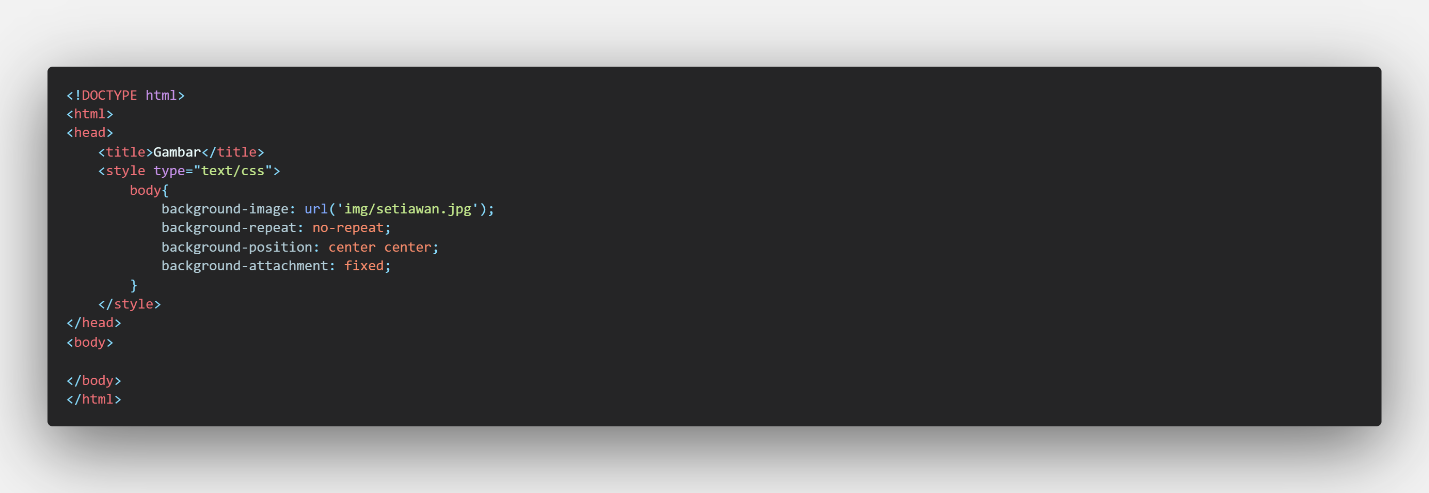 <!DOCTYPE html>
<html>
<head>
    <title>Gambar</title>
    <style type="text/css">
        body{
            background-image: url('img/setiawan.jpg');
            background-repeat: no-repeat;
            background-position: center center;
            background-attachment: fixed;
        }
    </style>
</head>
<body>

</body>
</html>